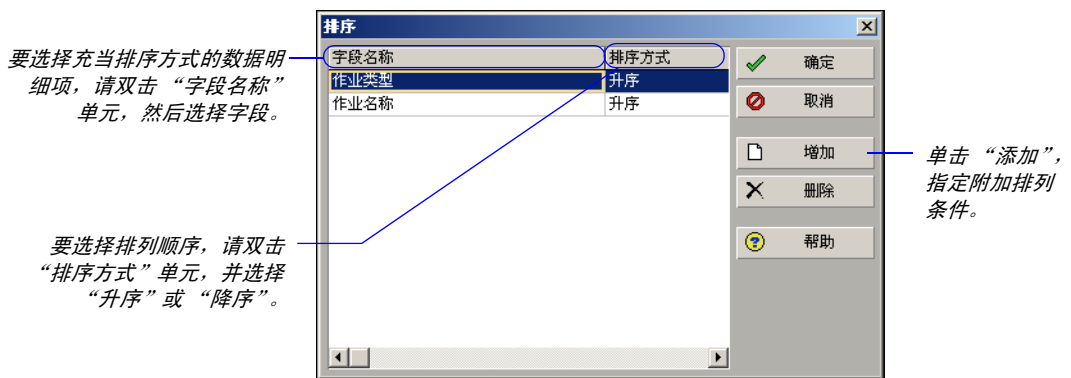 排序
要选择充当排序方式的数据明
细项，请双击 “字段名称”
单元，然后选择字段。
字段名称 排序方式
作业类型 升序
作业名称 升序
确定
取消
增加
删除
帮助
单击 “添加”，
指定附加排列
条件。
要选择排列顺序，请双击
“排序方式”单元，并选择
“升序”或 “降序”。